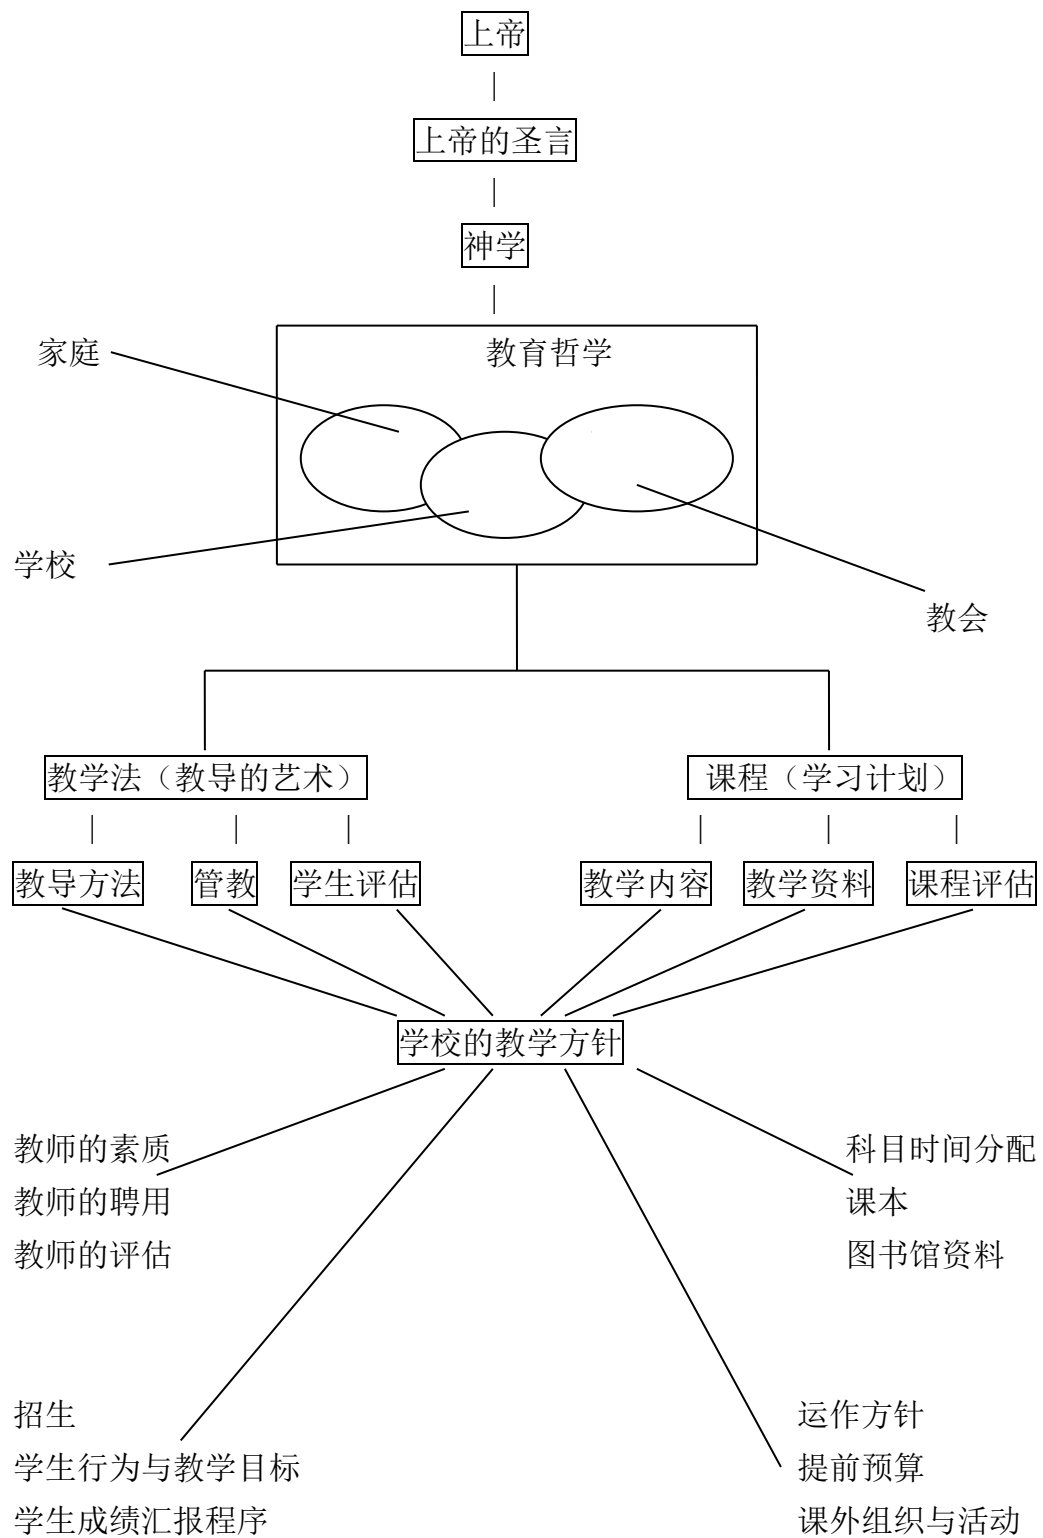 上帝
上帝的圣言
神学
教育哲学
家庭
学校
教会
教学法（教导的艺术）
课程（学习计划）
教导方法
管教
学生评估
教学内容
教学资料
课程评估
学校的教学方针
教师的素质
教师的聘用
教师的评估
科目时间分配
课本
图书馆资料
招生
学生行为与教学目标
学生成绩汇报程序
运作方针
提前预算
课外组织与活动